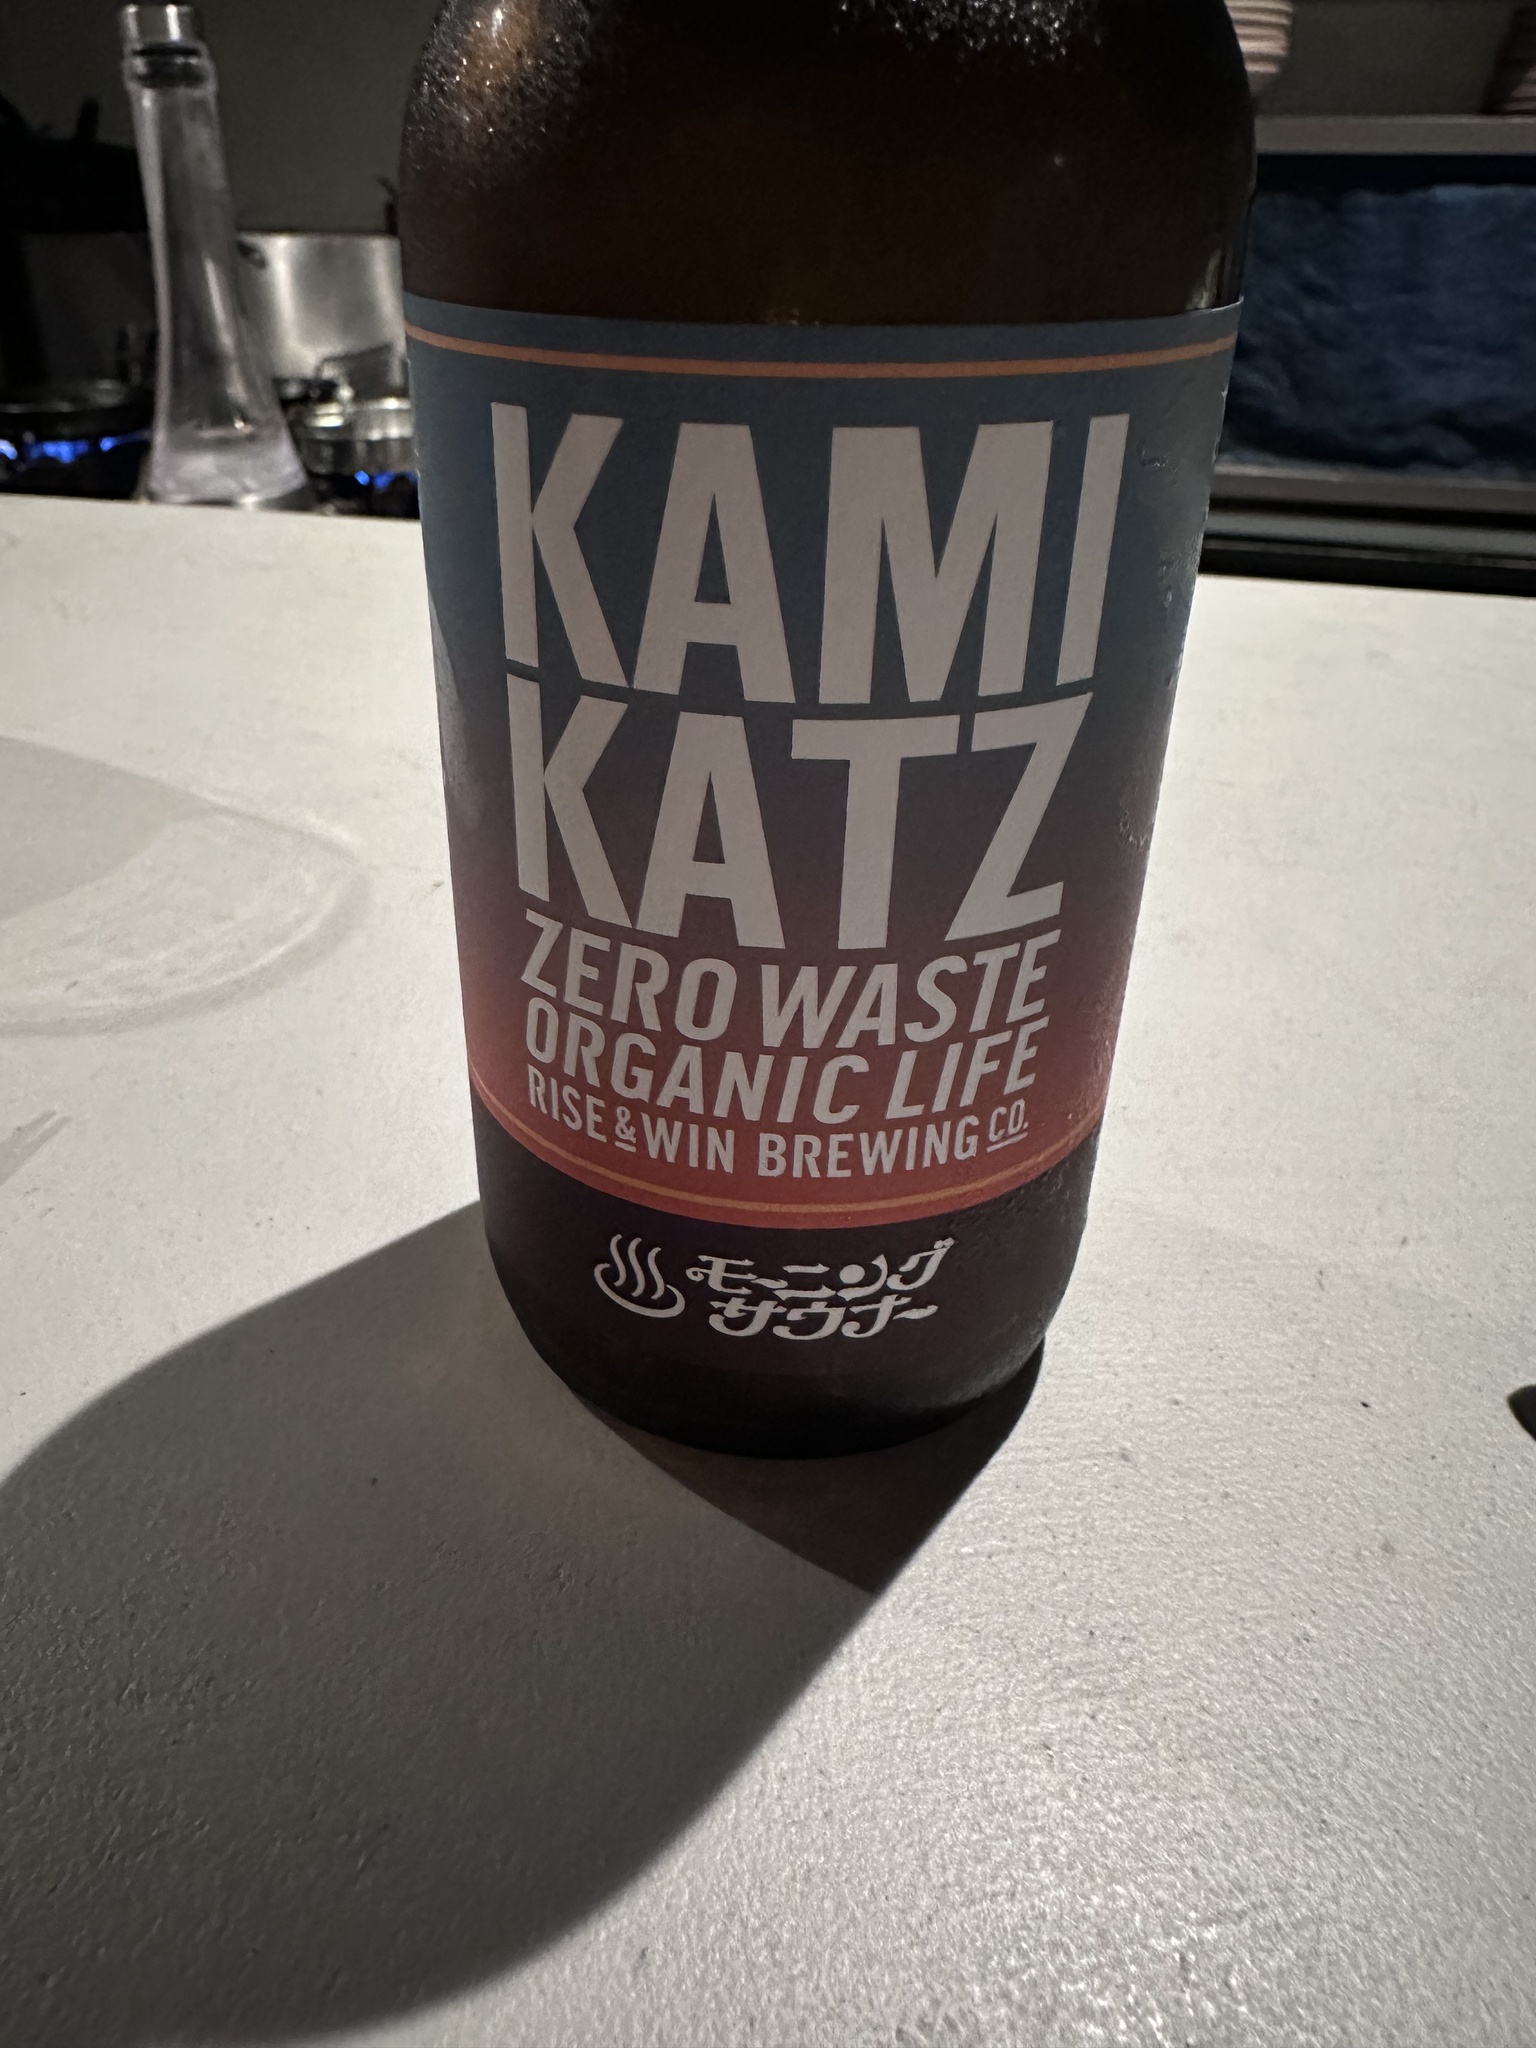 KAMI
KATZ
ZERO WASTE
ORGANIC LIFE
RISE & WIN BREWING CO.
モーニング
サウナー